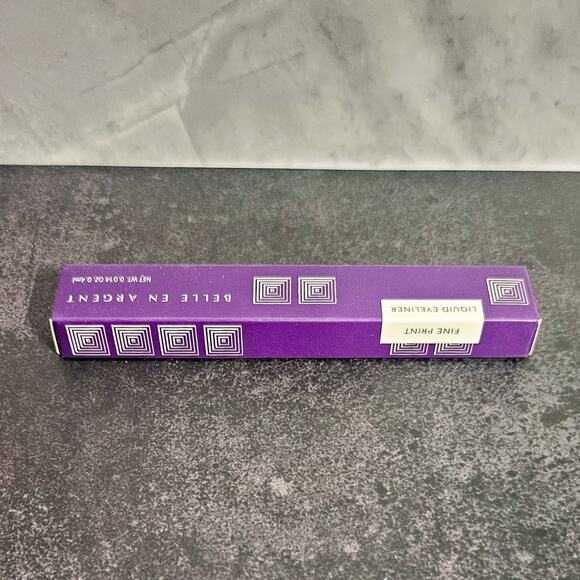 BELLE EN ARGENT
NET WT. 0.014 OZ. 0.4ml
FINE PRINT
LIQUID EYELINER